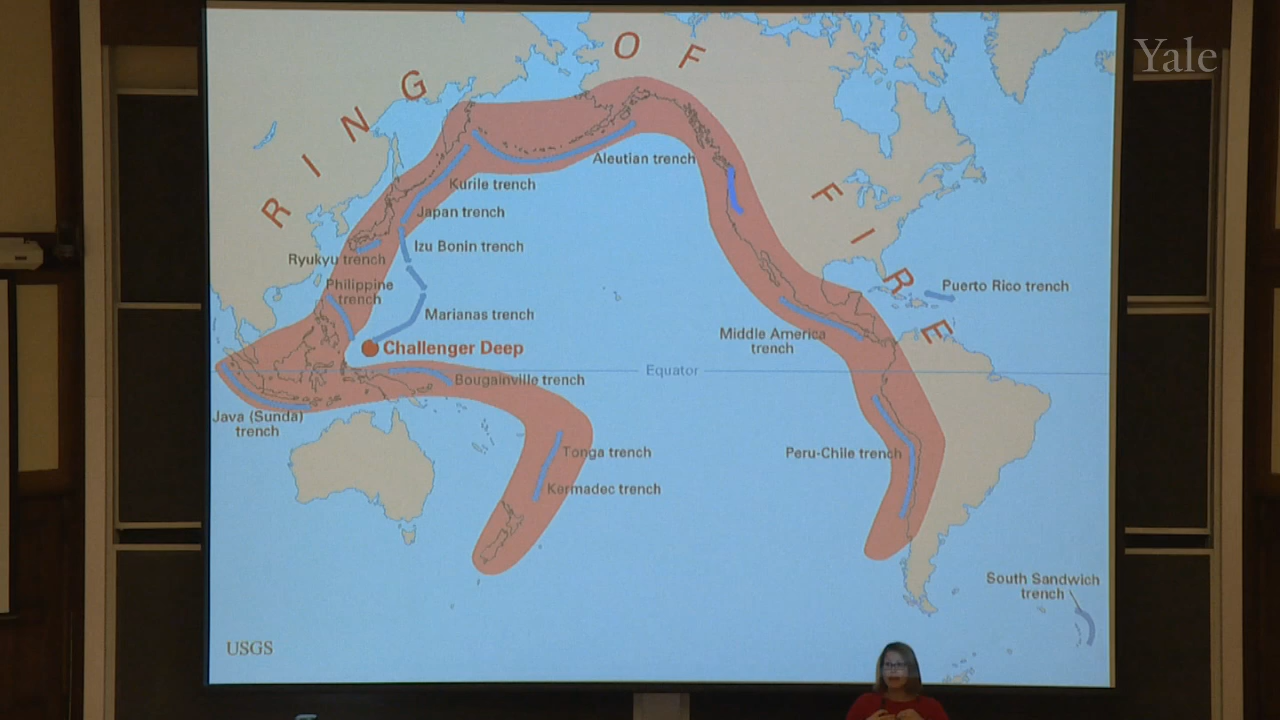 Yale
RING OF FIRE
Aleutian trench
Kurile trench
Japan trench
Izu Bonin trench
Ryukyu trench
Philippine
trench
Marianas trench
Challenger Deep
Puerto Rico trench
Middle America
trench
Equator
Bougainville trench
Java (Sunda)
trench
Tonga trench
Peru-Chile trench
Kermadec trench
South Sandwich
trench
USGS